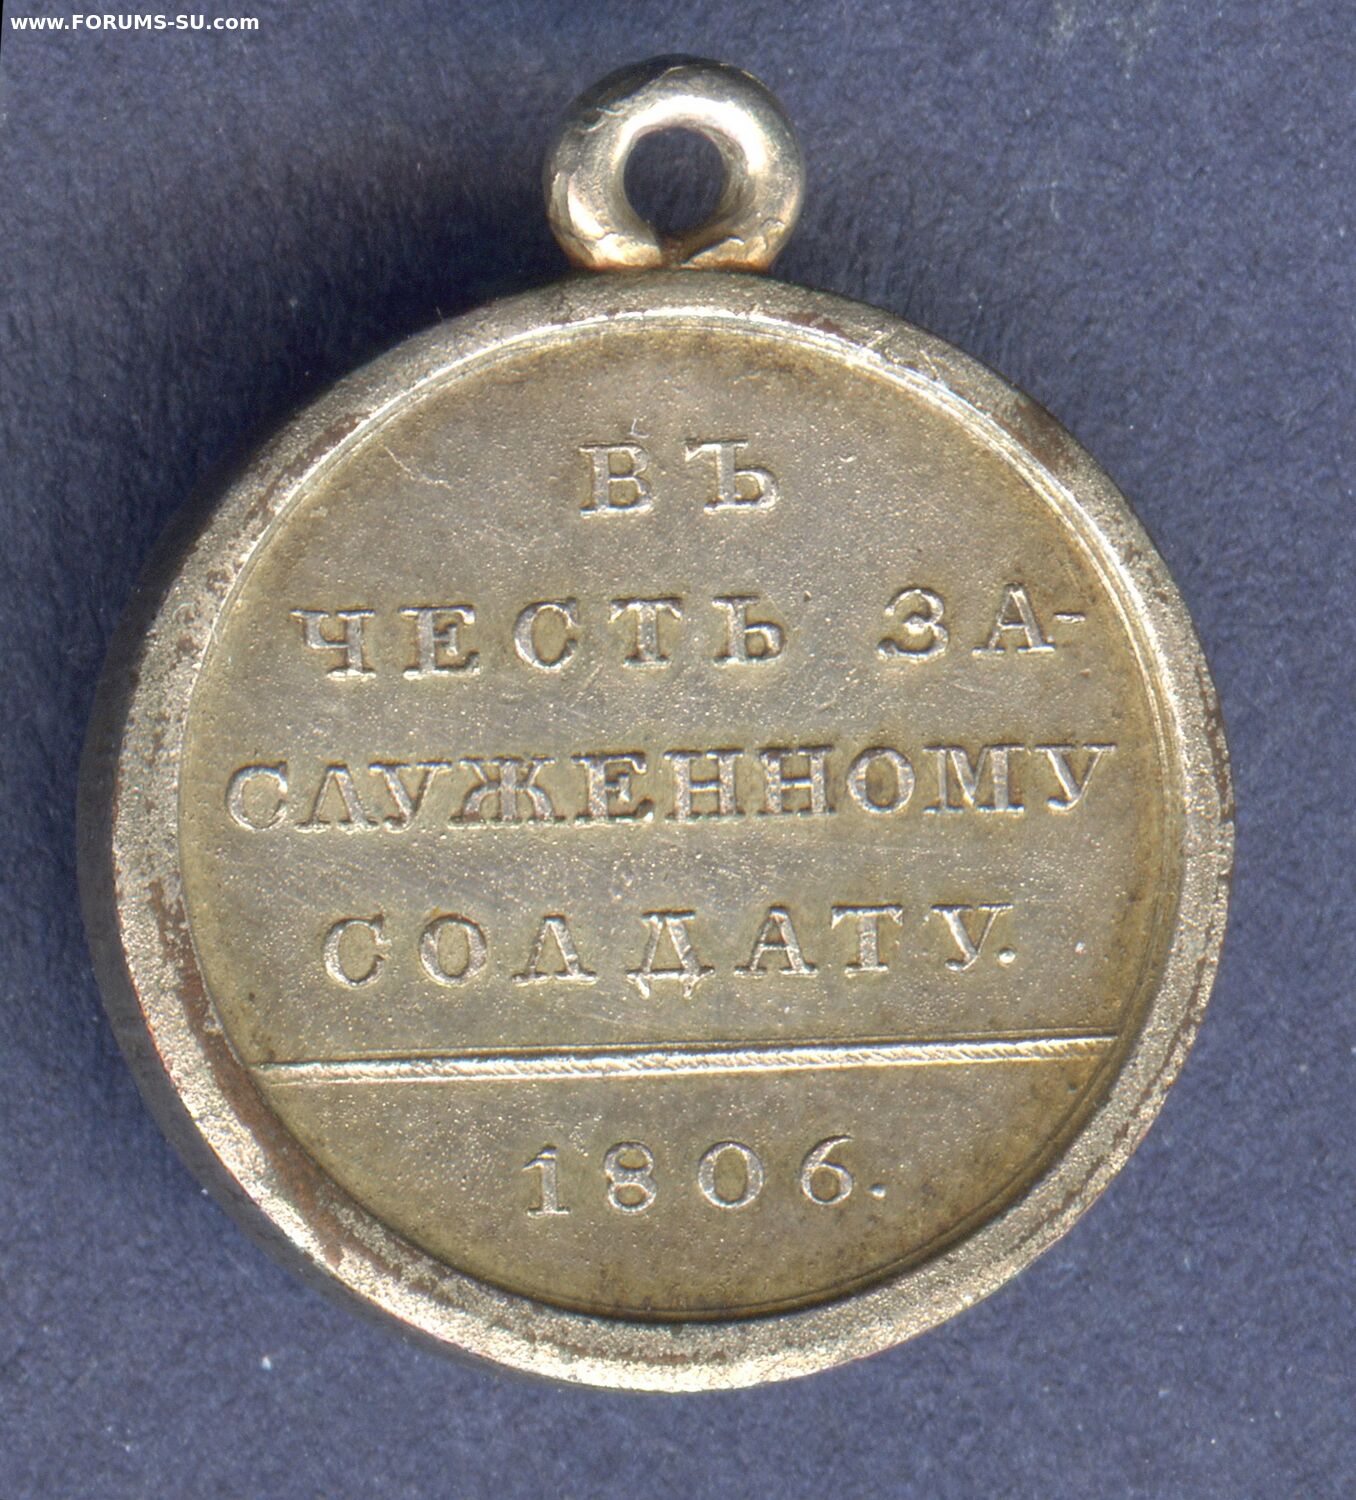 www.FORUMS-SU.com
ВЪ
ЧЕСТЬ ЗА-
СЛУЖЕННОМУ
СОЛДАТУ.
1806.